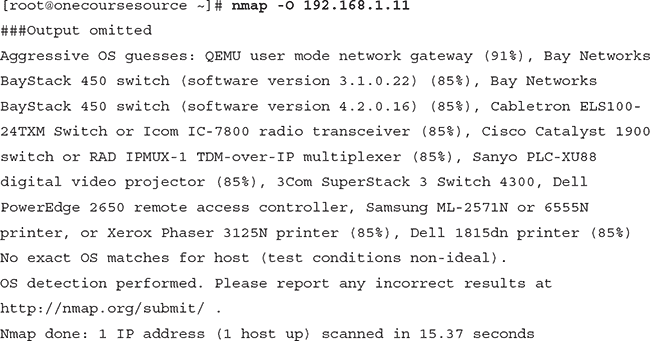 [root@onecoursesource ~]# nmap -O 192.168.1.11
###Output omitted
Aggressive OS guesses: QEMU user mode network gateway (91%), Bay Networks
BayStack 450 switch (software version 3.1.0.22) (85%), Bay Networks
BayStack 450 switch (software version 4.2.0.16) (85%), Cabletron ELS100-
24TXM Switch or Icom IC-7800 radio transceiver (85%), Cisco Catalyst 1900
switch or RAD IPMUX-1 TDM-over-IP multiplexer (85%), Sanyo PLC-XU88
digital video projector (85%), 3Com SuperStack 3 Switch 4300, Dell
PowerEdge 2650 remote access controller, Samsung ML-2571N or 6555N
printer, or Xerox Phaser 3125N printer (85%), Dell 1815dn printer (85%)
No exact OS matches for host (test conditions non-ideal).
OS detection performed. Please report any incorrect results at
http://nmap.org/submit/ .
Nmap done: 1 IP address (1 host up) scanned in 15.37 seconds